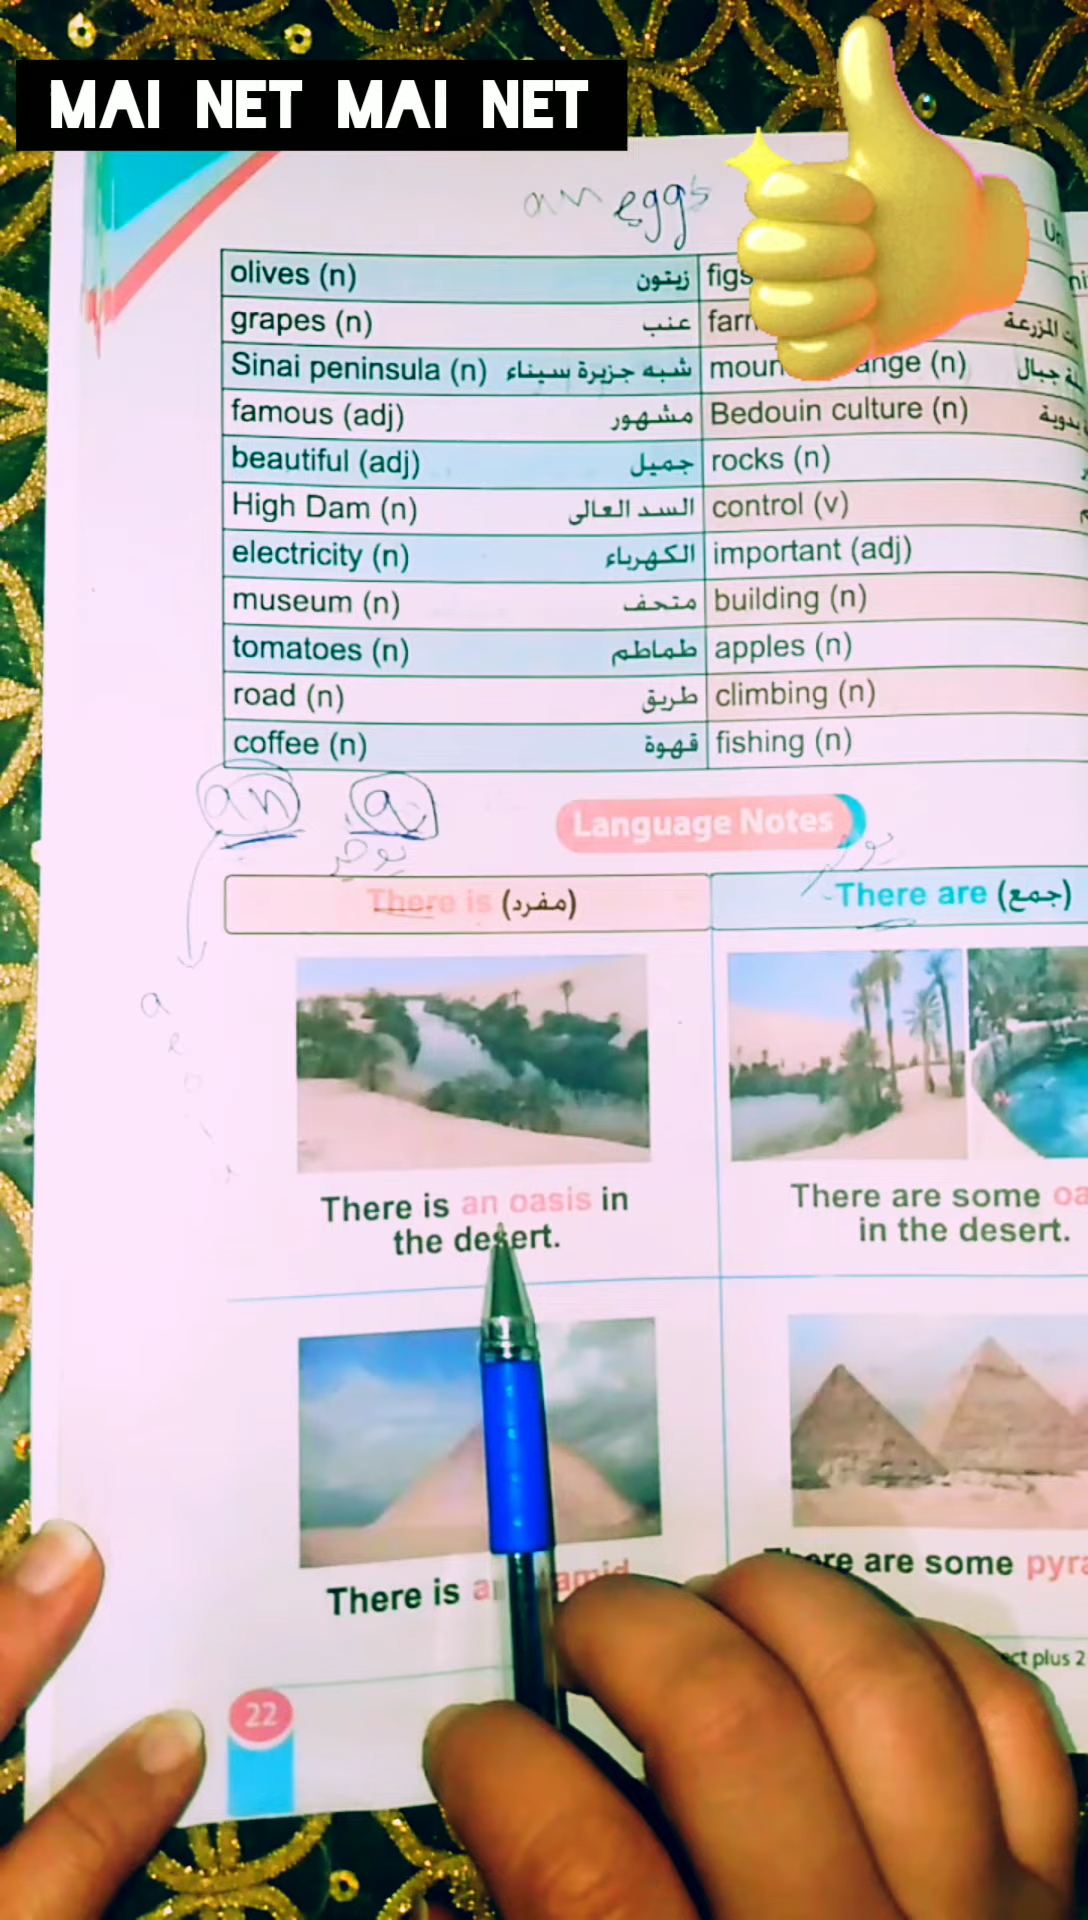 MAI NET MAI NET
an eggs
olives (n) زيتون figs
grapes (n) عنب
Sinai peninsula (n) شبه جزيرة سيناء (n) جبال
famous (adj) مشهور Bedouin culture (n)
beautiful (adj) جميل rocks (n)
High Dam (n) السد العالى control (v)
electricity (n) الكهرباء important (adj)
museum (n) متحف building (n)
tomatoes (n) طماطم apples (n)
road (n) طريق climbing (n)
coffee (n) قهوة fishing (n)
an a
Language Notes
There is (مفرد) There are (جمع)
a
e
o
There is an oasis in
the desert.
There are some
in the desert.
There is
are some
plus 2
22